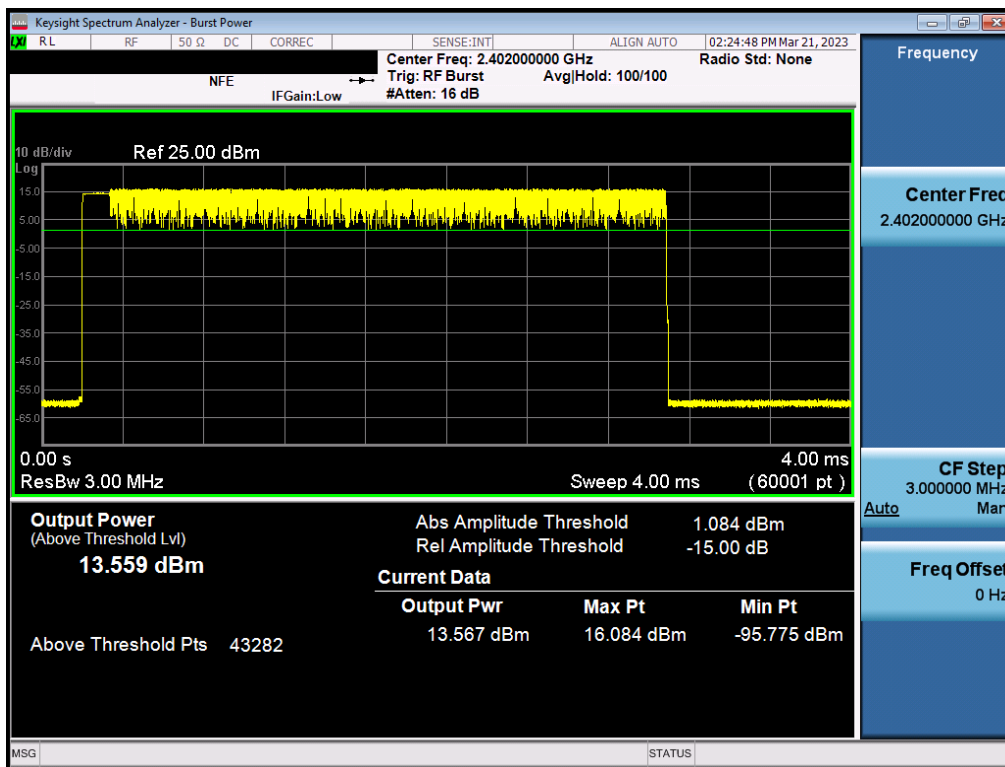 Keysight Spectrum Analyzer - Burst Power
LXI RL RF 50 Ω DC CORREC SENSE:INT ALIGN AUTO 02:24:48 PM Mar 21, 2023
Center Freq: 2.402000000 GHz Radio Std: None
NFE Trig: RF Burst Avg|Hold: 100/100
IFGain:Low #Atten: 16 dB
Frequency
10 dB/div Ref 25.00 dBm
Log
15.0
5.00
-5.00
-15.0
-25.0
-35.0
-45.0
-55.0
-65.0
0.00 s 4.00 ms
ResBw 3.00 MHz Sweep 4.00 ms (60001 pt )
Output Power
(Above Threshold Lvl)
13.559 dBm
Above Threshold Pts 43282
Abs Amplitude Threshold 1.084 dBm
Rel Amplitude Threshold -15.00 dB
Current Data
Output Pwr Max Pt Min Pt
13.567 dBm 16.084 dBm -95.775 dBm
Center Freq
2.402000000 GHz
CF Step
3.000000 MHz
Auto Man
Freq Offset
0 Hz
MSG STATUS